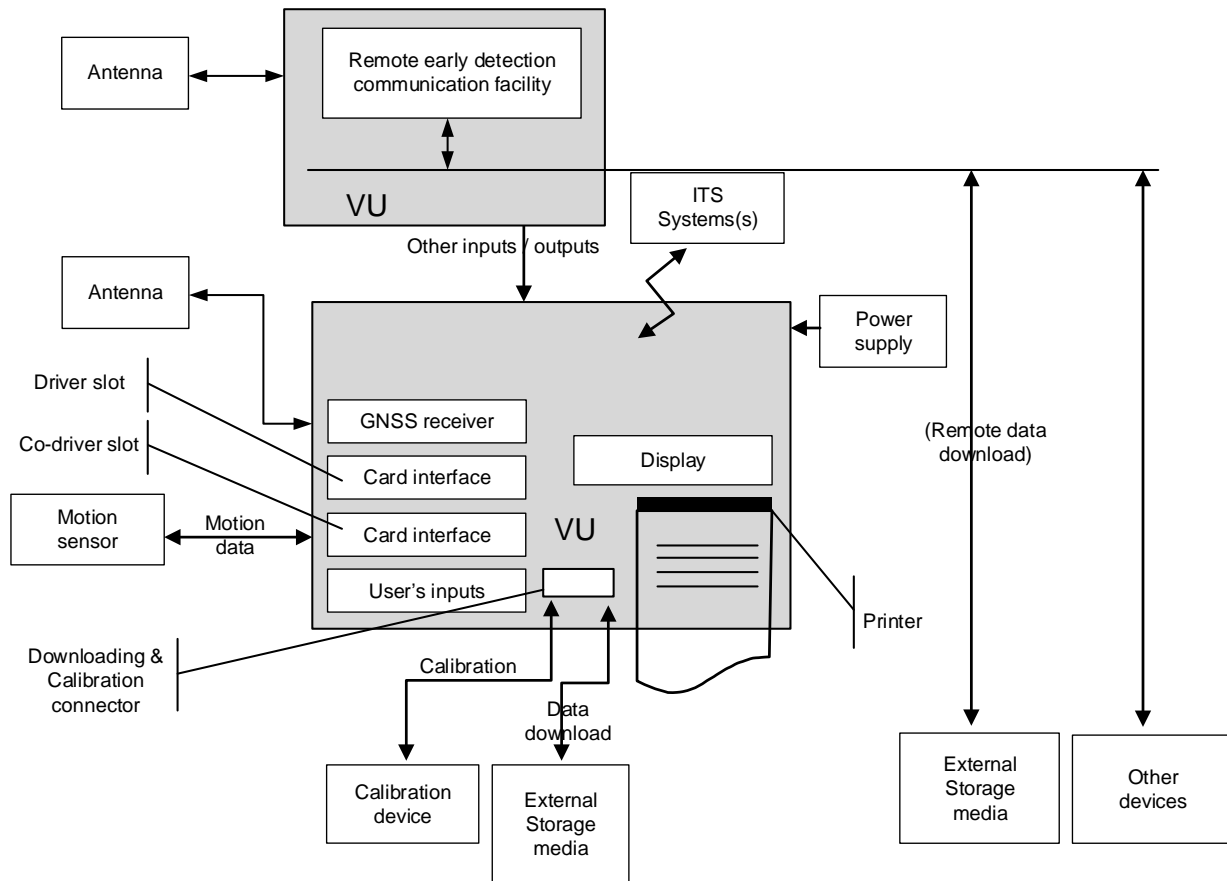 Remote early detection
communication facility
Antenna
VU
ITS
Systems(s)
Other inputs / outputs
Antenna
Power
supply
Driver slot
GNSS receiver
Co-driver slot
(Remote data
download)
Display
Card interface
Motion
sensor
Motion
data
Card interface
VU
User's inputs
Printer
Downloading &
Calibration
connector
Calibration
Data
download
Calibration
device
External
Storage
media
External
Storage
media
Other
devices